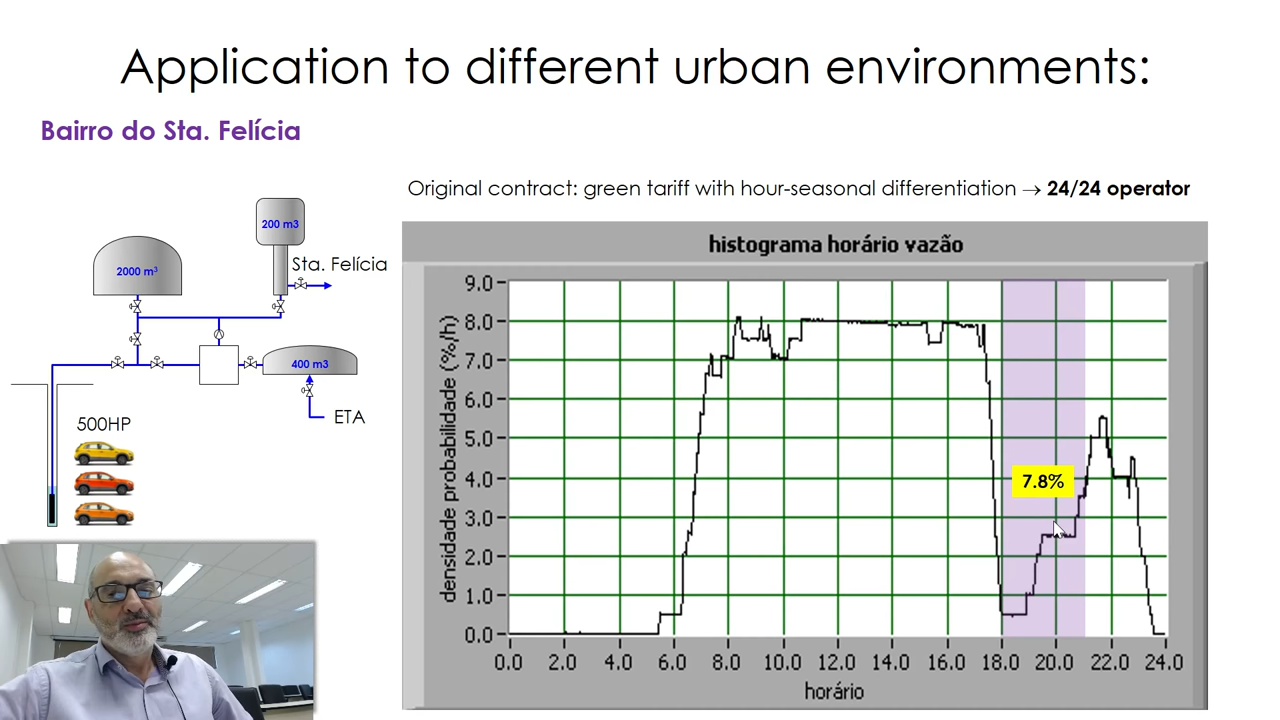 Application to different urban environments:
Bairro do Sta. Felícia
Original contract: green tariff with hour-seasonal differentiation → 24/24 operator
200 m3
Sta. Felícia
2000 m³
400 m3
ETA
500HP
histograma horário vazão
densidade probabilidade (%/h)
9.0
8.0
7.0
6.0
5.0
4.0
3.0
2.0
1.0
0.0
7.8%
0.0 2.0 4.0 6.0 8.0 10.0 12.0 14.0 16.0 18.0 20.0 22.0 24.0
horário